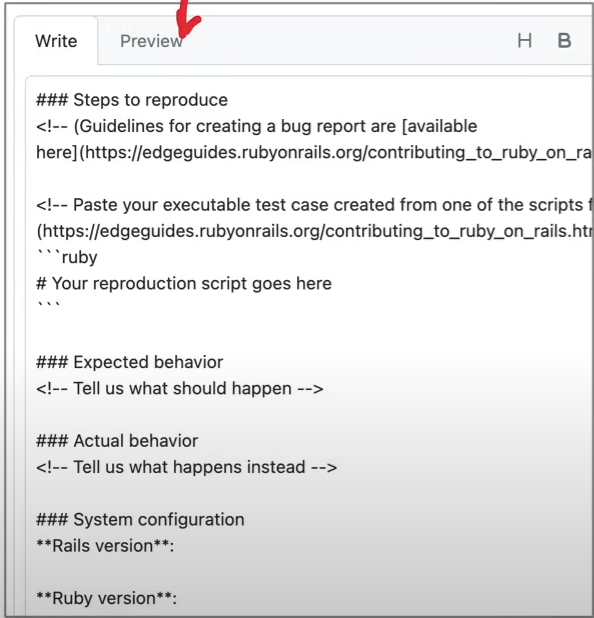 Write Preview H B
### Steps to reproduce
<!-- (Guidelines for creating a bug report are [available
here](https://edgeguides.rubyonrails.org/contributing_to_ruby_on_ra
<!-- Paste your executable test case created from one of the scripts f
(https://edgeguides.rubyonrails.org/contributing_to_ruby_on_rails.htm
```ruby
# Your reproduction script goes here
```
### Expected behavior
<!-- Tell us what should happen -->
### Actual behavior
<!-- Tell us what happens instead -->
### System configuration
**Rails version**:
**Ruby version**: